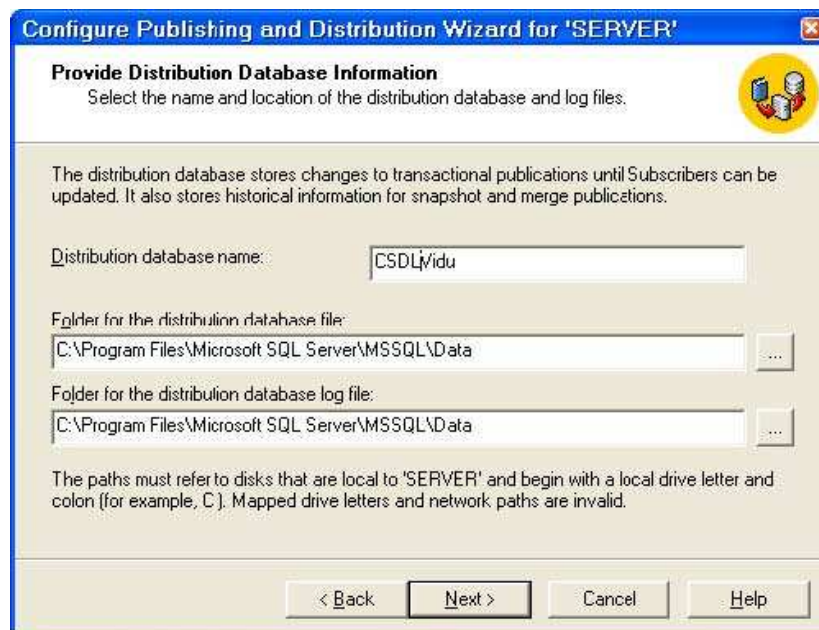 Configure Publishing and Distribution Wizard for 'SERVER'
Provide Distribution Database Information
Select the name and location of the distribution database and log files.
The distribution database stores changes to transactional publications until Subscribers can be
updated. It also stores historical information for snapshot and merge publications.
Distribution database name:
CSDLVidu
Folder for the distribution database file:
C:\Program Files\Microsoft SQL Server\MSSQL\Data
...
Folder for the distribution database log file:
C:\Program Files\Microsoft SQL Server\MSSQL\Data
...
The paths must refer to disks that are local to 'SERVER' and begin with a local drive letter and
colon (for example, C:). Mapped drive letters and network paths are invalid.
< Back
Next >
Cancel
Help